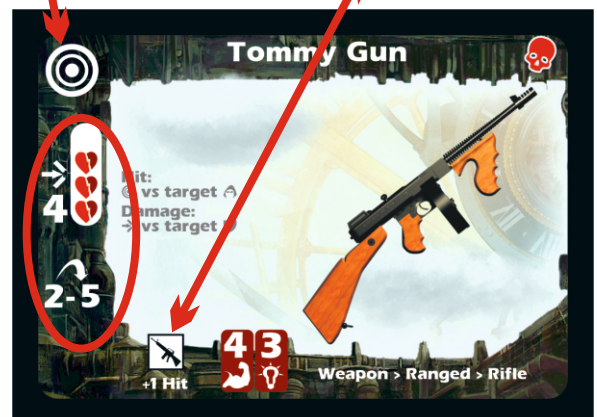 Tommy Gun
Hit:
vs target
Damage:
vs target
4
2-5
+1 Hit
4 3
Weapon > Ranged > Rifle